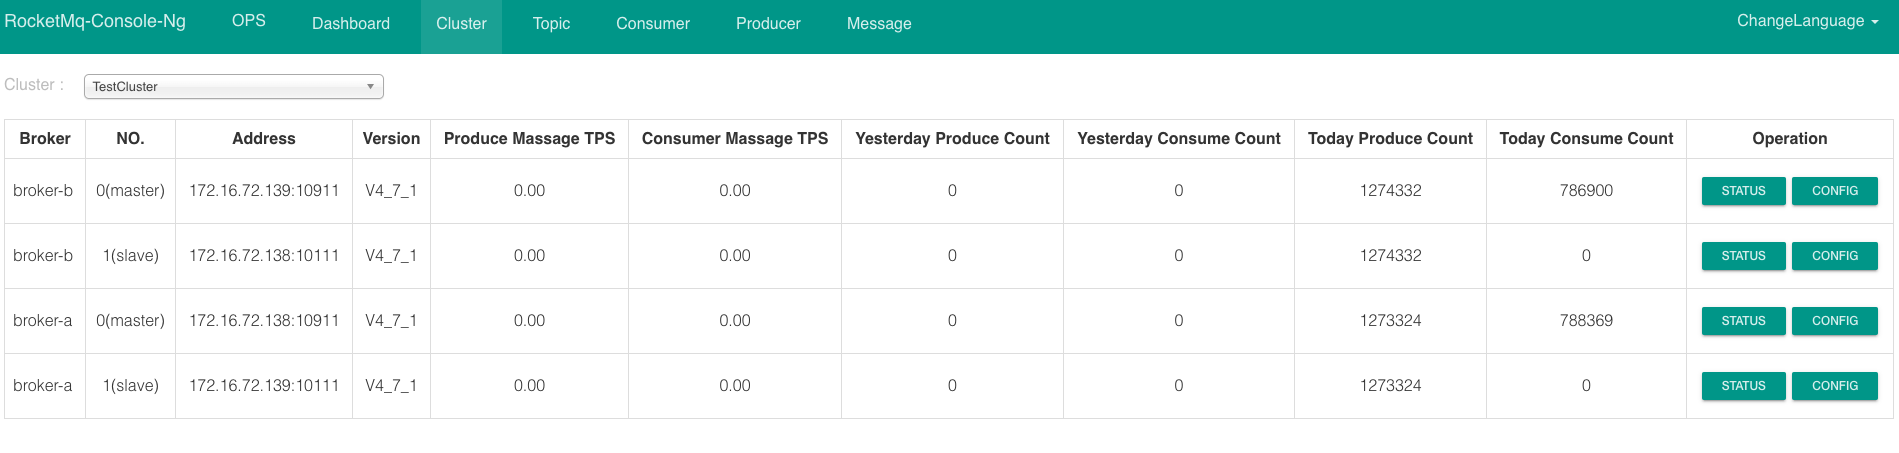 RocketMq-Console-Ng OPS Dashboard Cluster Topic Consumer Producer Message ChangeLanguage
Cluster : TestCluster
Broker NO. Address Version Produce Massage TPS Consumer Massage TPS Yesterday Produce Count Yesterday Consume Count Today Produce Count Today Consume Count Operation
broker-b 0(master) 172.16.72.139:10911 V4_7_1 0.00 0.00 0 0 1274332 786900 STATUS CONFIG
broker-b 1(slave) 172.16.72.138:10111 V4_7_1 0.00 0.00 0 0 1274332 0 STATUS CONFIG
broker-a 0(master) 172.16.72.138:10911 V4_7_1 0.00 0.00 0 0 1273324 788369 STATUS CONFIG
broker-a 1(slave) 172.16.72.139:10111 V4_7_1 0.00 0.00 0 0 1273324 0 STATUS CONFIG